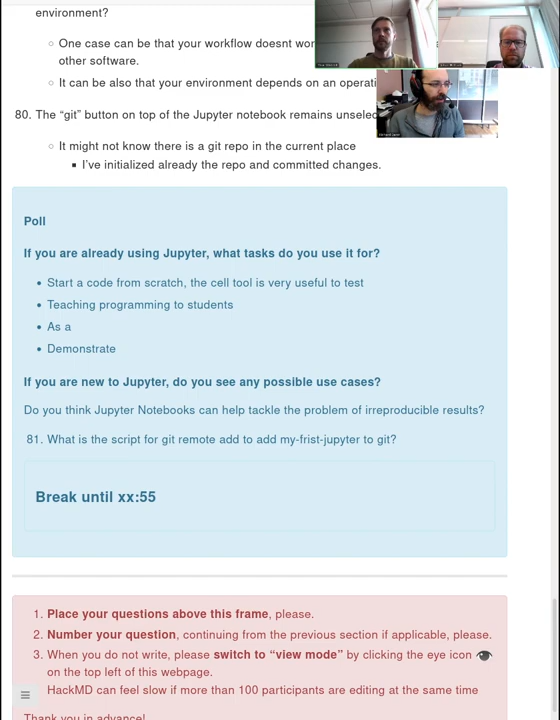 environment?
One case can be that your workflow doesnt wor
other software.
It can be also that your environment depends on an operati
80. The “git” button on top of the Jupyter notebook remains unselec
It might not know there is a git repo in the current place
I’ve initialized already the repo and committed changes.
Poll
If you are already using Jupyter, what tasks do you use it for?
Start a code from scratch, the cell tool is very useful to test
Teaching programming to students
As a
Demonstrate
If you are new to Jupyter, do you see any possible use cases?
Do you think Jupyter Notebooks can help tackle the problem of irreproducible results?
81. What is the script for git remote add to add my-frist-jupyter to git?
Break until xx:55
1. Place your questions above this frame, please.
2. Number your question, continuing from the previous section if applicable, please.
3. When you do not write, please switch to “view mode” by clicking the eye icon
on the top left of this webpage.
HackMD can feel slow if more than 100 participants are editing at the same time
Thank you in advance!